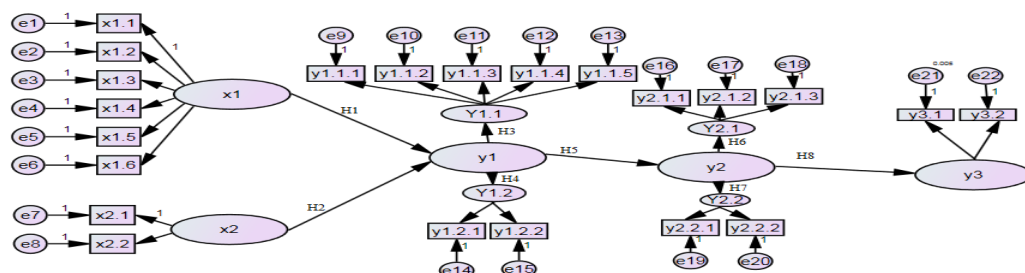 e1 1 x1.1
e2 1 x1.2
e3 1 x1.3
e4 1 x1.4
e5 1 x1.5
e6 1 x1.6
1
x1
e7 1 x2.1
e8 1 x2.2
1
x2
H1
H2
e9 e10 e11 e12 e13
1 1 1 1 1
y1.1.1 y1.1.2 y1.1.3 y1.1.4 y1.1.5
Y1.1
H3
y1
H5
H4
Y1.2
y1.2.1 y1.2.2
1 1
e14 e15
e16 e17 e18
1 1 1
y2.1.1 y2.1.2 y2.1.3
Y2.1
H6
y2
H8
H7
Y2.2
y2.2.1 y2.2.2
1 1
e19 e20
0.005
e21 e22
1 1
y3.1 y3.2
y3